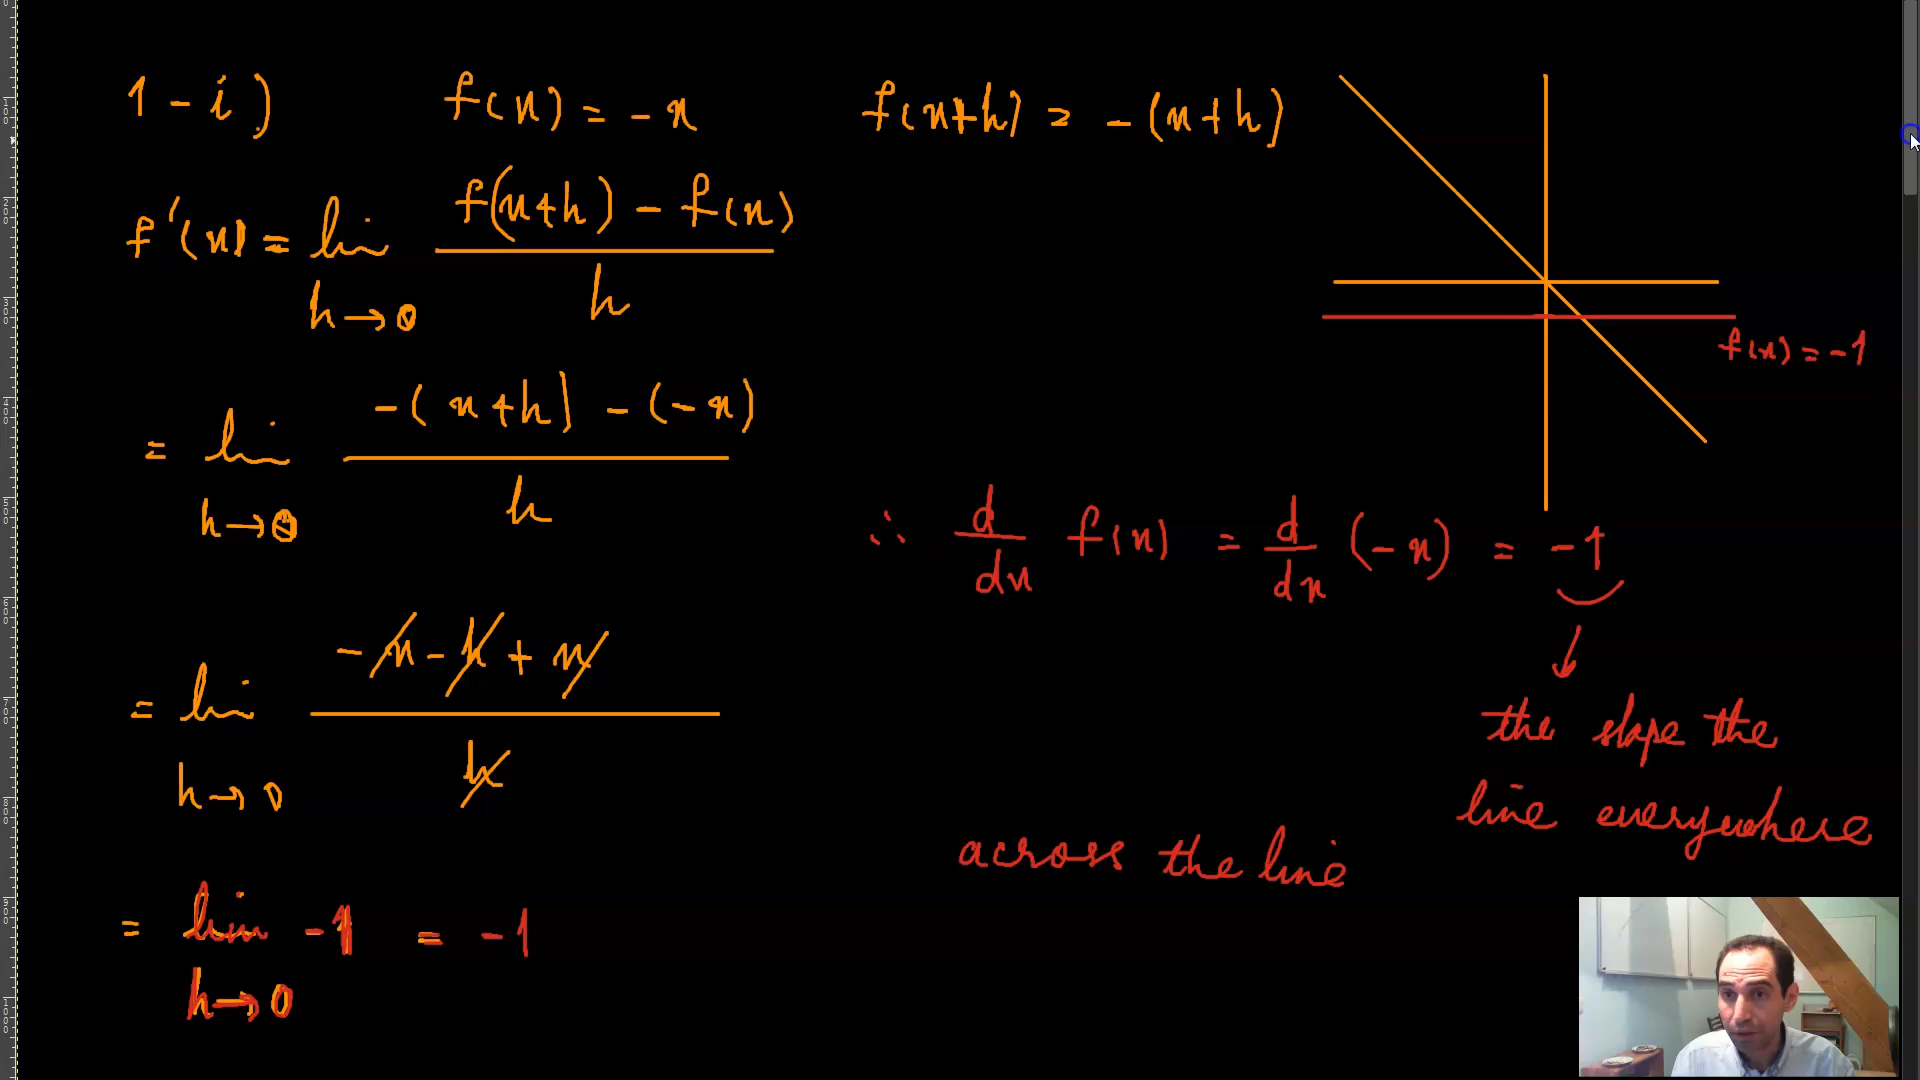 1 - i)   f(x) = -x   f(x+h) = -(x+h)
f'(x) = lim h→0 (f(x+h) - f(x)) / h
f(x) = -1
= lim h→0 (-(x+h) - (-x)) / h
∴ d/dx f(x) = d/dx (-x) = -1
↓
= lim h→0 (-x - h + x) / h
the slope the
line everywhere
across the line
= lim h→0 -1 = -1